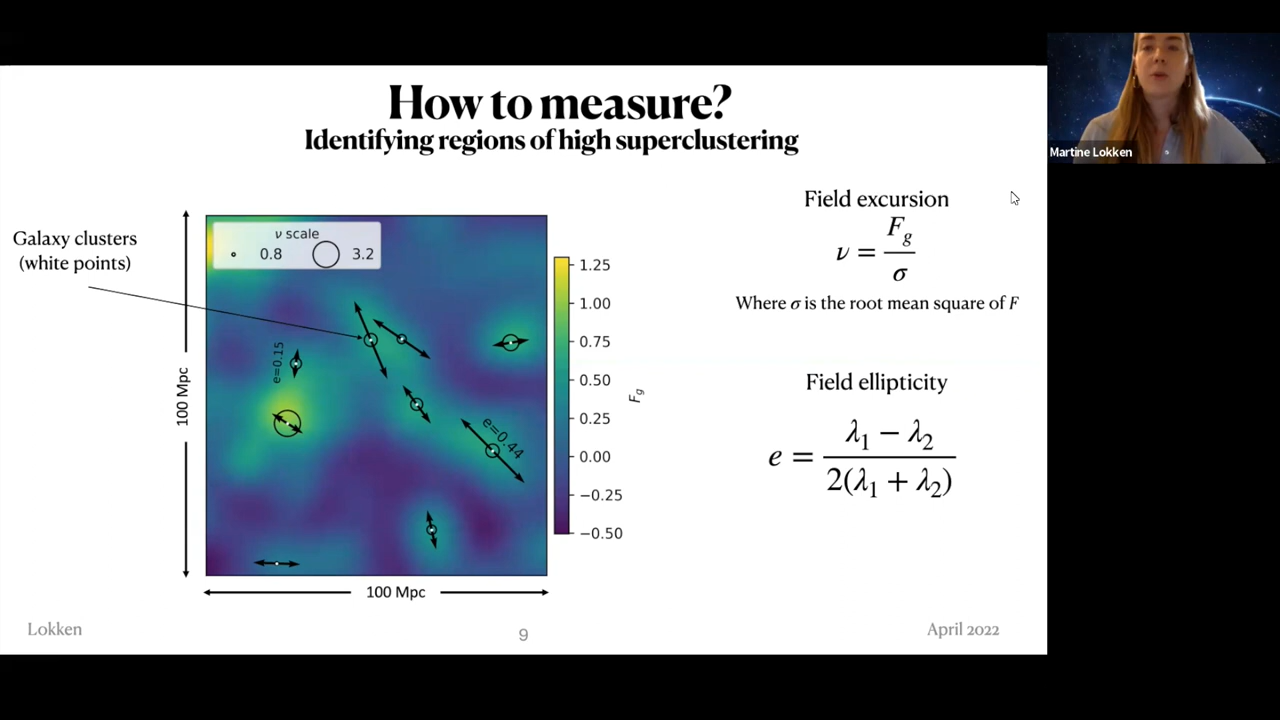 How to measure?
Identifying regions of high superclustering
Martine Lokken
Galaxy clusters
(white points)
ν scale
0.8
3.2
e=0.15
e=0.44
100 Mpc
100 Mpc
1.25
1.00
0.75
0.50
0.25
0.00
−0.25
−0.50
F_g
Field excursion
ν = F_g / σ
Where σ is the root mean square of F
Field ellipticity
e = (λ₁ − λ₂) / 2(λ₁ + λ₂)
Lokken
9
April 2022